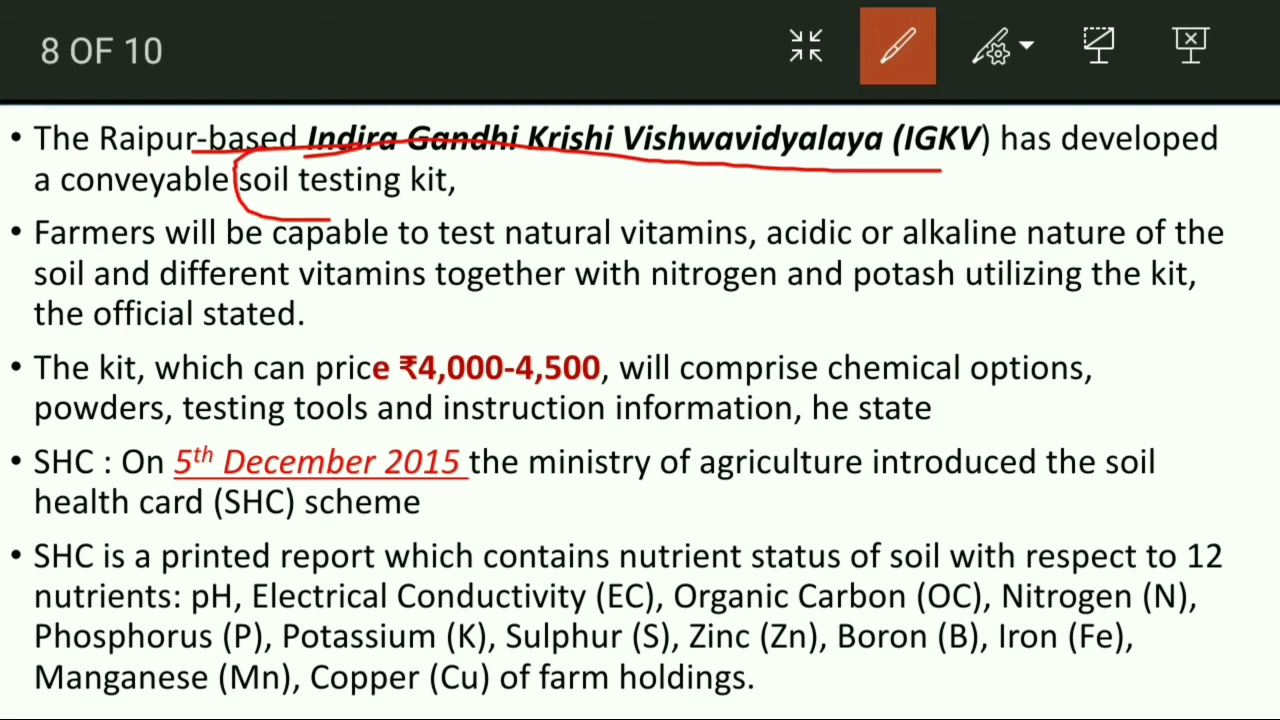 8 OF 10
• The Raipur-based Indira Gandhi Krishi Vishwavidyalaya (IGKV) has developed
a conveyable soil testing kit,
• Farmers will be capable to test natural vitamins, acidic or alkaline nature of the
soil and different vitamins together with nitrogen and potash utilizing the kit,
the official stated.
• The kit, which can price ₹4,000-4,500, will comprise chemical options,
powders, testing tools and instruction information, he state
• SHC : On 5th December 2015 the ministry of agriculture introduced the soil
health card (SHC) scheme
• SHC is a printed report which contains nutrient status of soil with respect to 12
nutrients: pH, Electrical Conductivity (EC), Organic Carbon (OC), Nitrogen (N),
Phosphorus (P), Potassium (K), Sulphur (S), Zinc (Zn), Boron (B), Iron (Fe),
Manganese (Mn), Copper (Cu) of farm holdings.